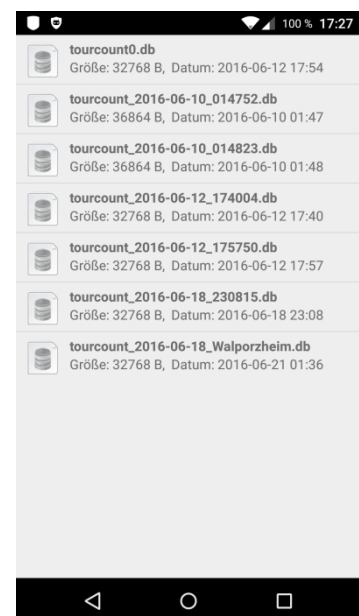 100 % 17:27
tourcount0.db
Größe: 32768 B, Datum: 2016-06-12 17:54
tourcount_2016-06-10_014752.db
Größe: 36864 B, Datum: 2016-06-10 01:47
tourcount_2016-06-10_014823.db
Größe: 36864 B, Datum: 2016-06-10 01:48
tourcount_2016-06-12_174004.db
Größe: 32768 B, Datum: 2016-06-12 17:40
tourcount_2016-06-12_175750.db
Größe: 32768 B, Datum: 2016-06-12 17:57
tourcount_2016-06-18_230815.db
Größe: 32768 B, Datum: 2016-06-18 23:08
tourcount_2016-06-18_Walporzheim.db
Größe: 32768 B, Datum: 2016-06-21 01:36